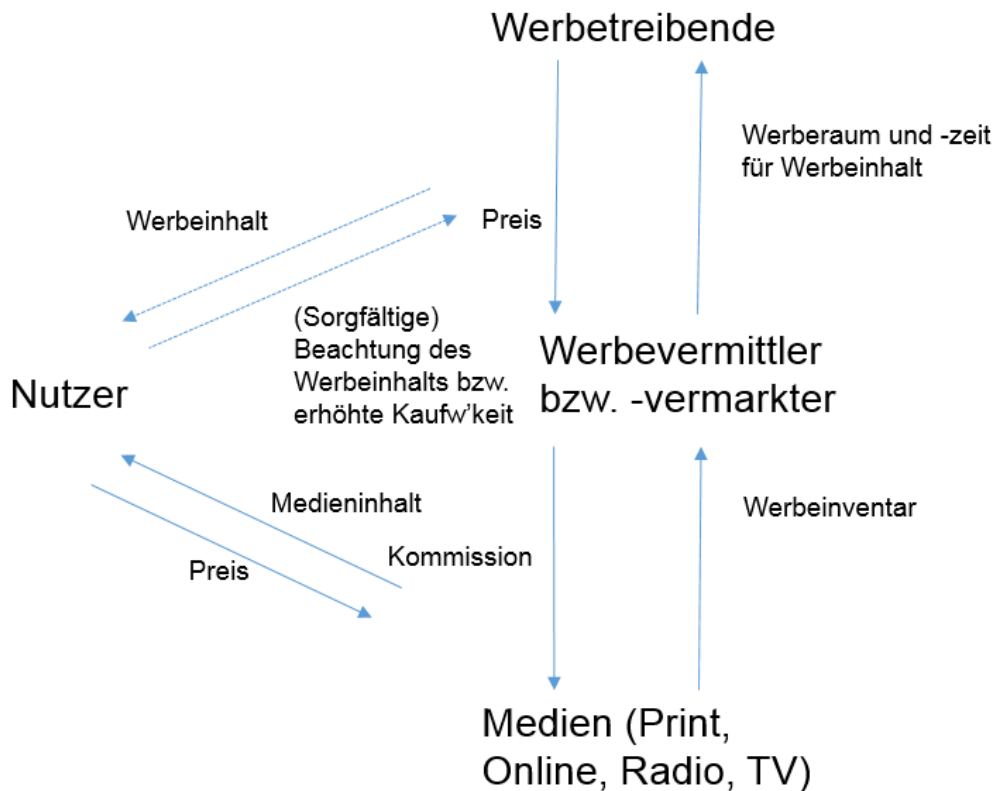 Werbetreibende
Werberaum und -zeit
für Werbeinhalt
Werbeinhalt
Preis
(Sorgfältige)
Beachtung des
Werbeinhalts bzw.
erhöhte Kaufw'keit
Werbevermittler
bzw. -vermarkter
Nutzer
Medieninhalt
Werbeinventar
Kommission
Preis
Medien (Print,
Online, Radio, TV)